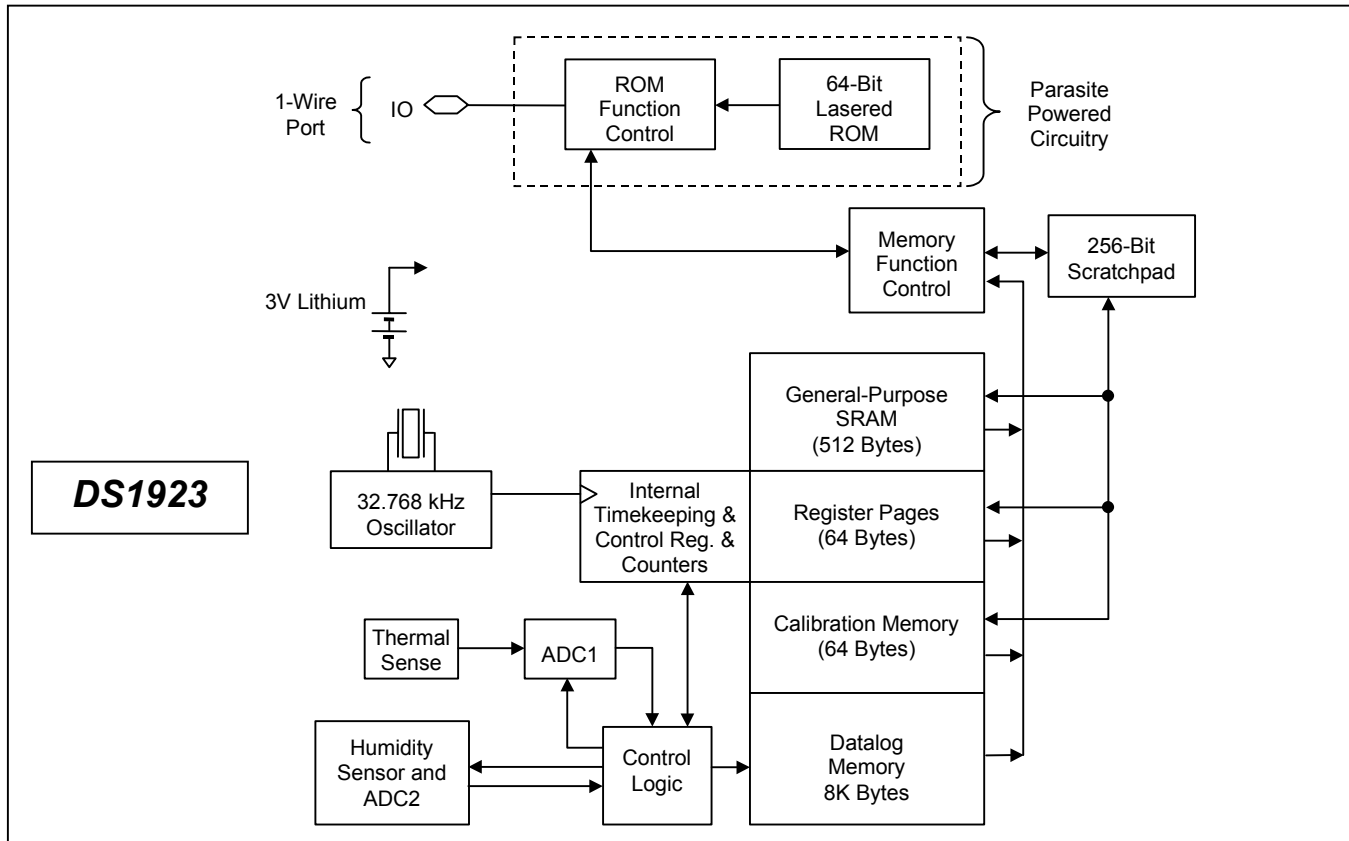 1-Wire
Port
IO
ROM
Function
Control
64-Bit
Lasered
ROM
Parasite
Powered
Circuitry
Memory
Function
Control
256-Bit
Scratchpad
3V Lithium
General-Purpose
SRAM
(512 Bytes)
DS1923
32.768 kHz
Oscillator
Internal
Timekeeping &
Control Reg. &
Counters
Register Pages
(64 Bytes)
Calibration Memory
(64 Bytes)
Thermal
Sense
ADC1
Humidity
Sensor and
ADC2
Control
Logic
Datalog
Memory
8K Bytes